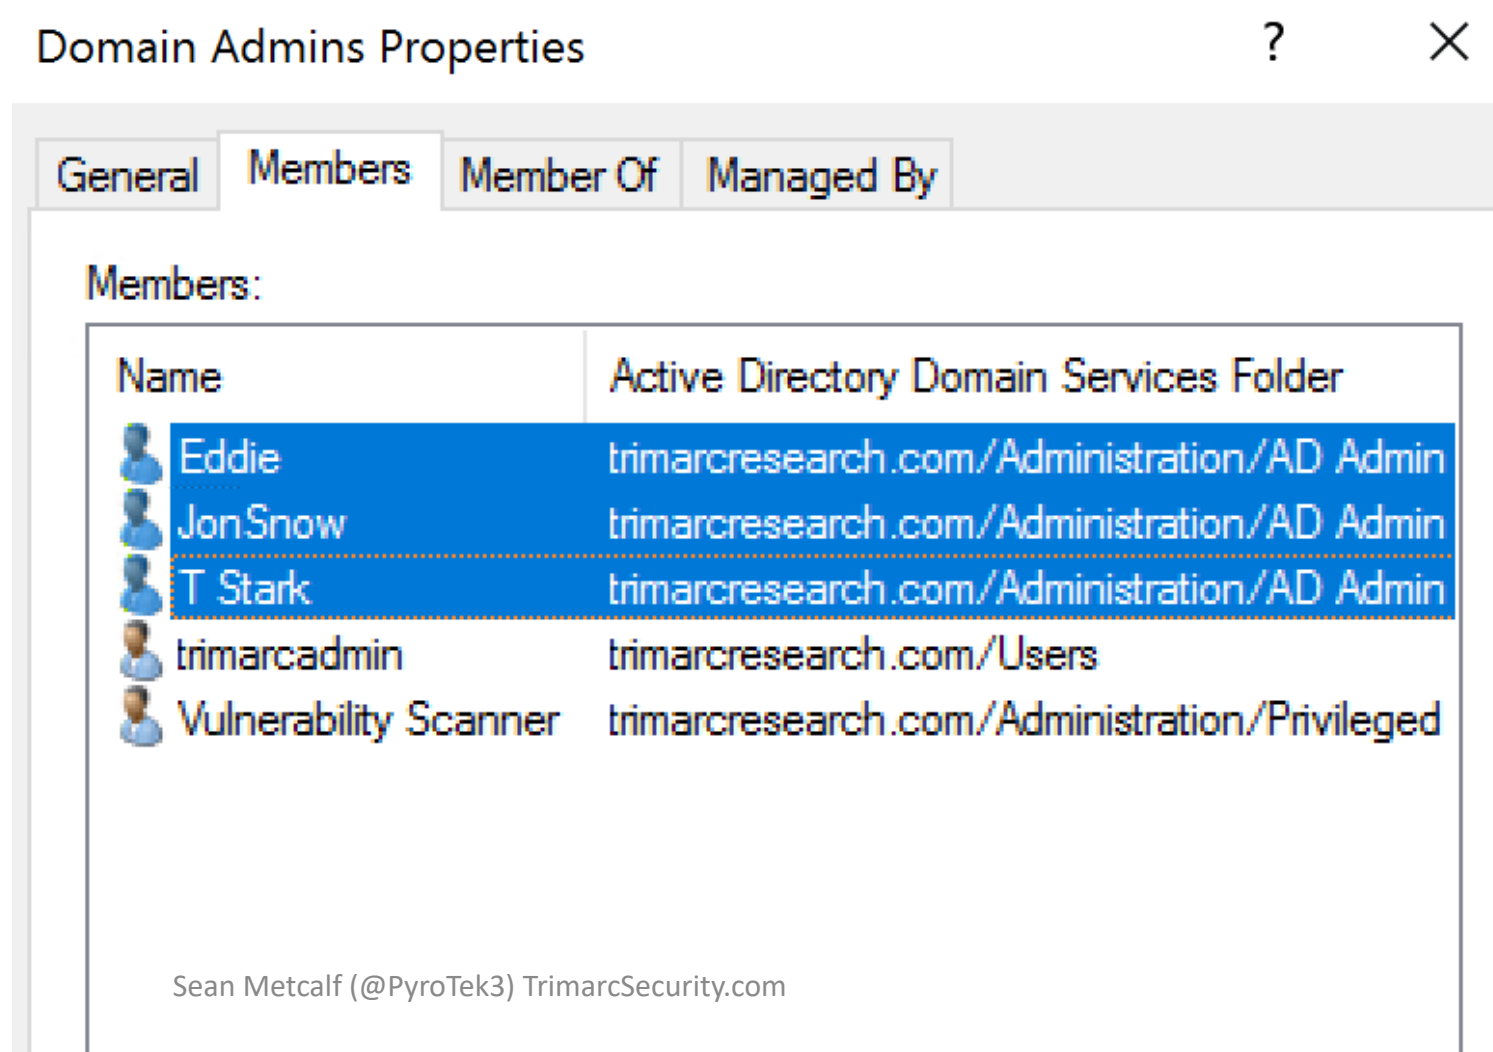 Domain Admins Properties ? ×
General Members Member Of Managed By
Members:
Name Active Directory Domain Services Folder
Eddie trimarcresearch.com/Administration/AD Admin
JonSnow trimarcresearch.com/Administration/AD Admin
T Stark trimarcresearch.com/Administration/AD Admin
trimarcadmin trimarcresearch.com/Users
Vulnerability Scanner trimarcresearch.com/Administration/Privileged
Sean Metcalf (@PyroTek3) TrimarcSecurity.com